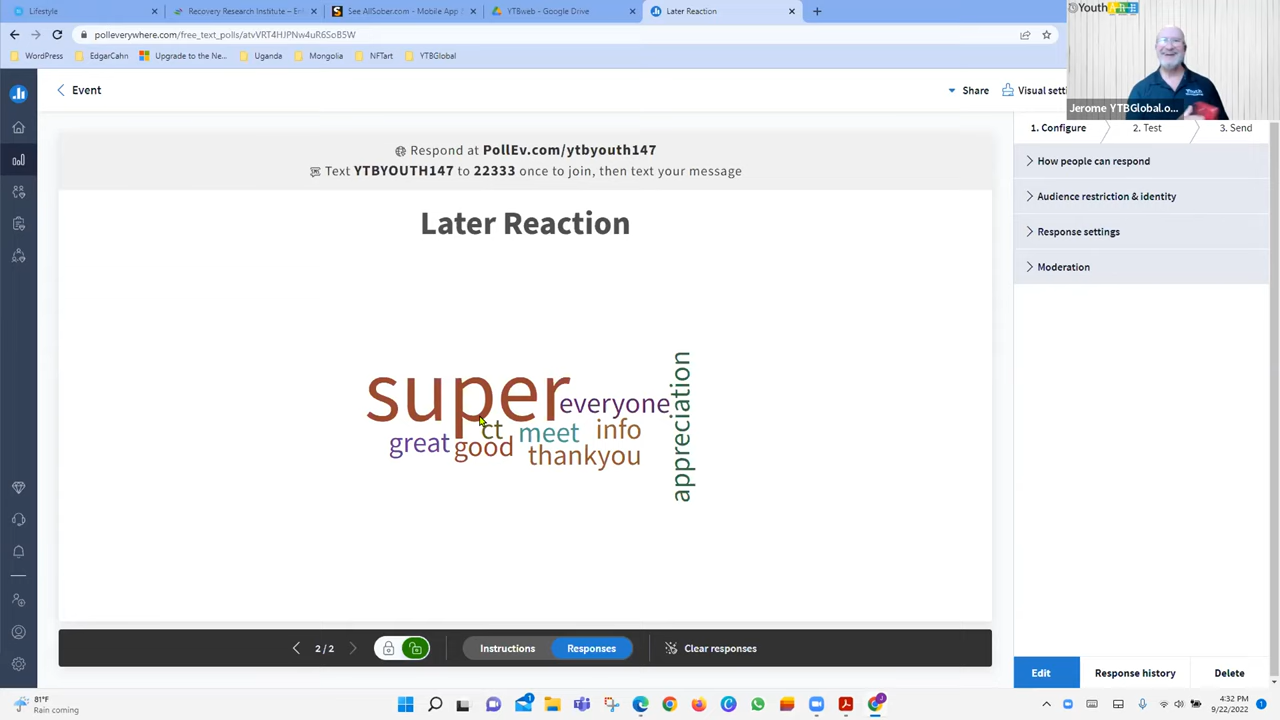 Lifestyle
Recovery Research Institute – En
See AllSober.com - Mobile App
YTBweb - Google Drive
Later Reaction
polleverywhere.com/free_text_polls/atvVRT4HJPNw4uR6SoB5W
WordPress
EdgarCahn
Upgrade to the Ne...
Uganda
Mongolia
NFTart
YTBGlobal
Youth
Jerome YTBGlobal.o...
Event
Share
Visual setti
1. Configure
2. Test
3. Send
Respond at PollEv.com/ytbyouth147
Text YTBYOUTH147 to 22333 once to join, then text your message
How people can respond
Audience restriction & identity
Response settings
Moderation
Later Reaction
super
everyone
appreciation
ct
meet
info
great
good
thankyou
2 / 2
Instructions
Responses
Clear responses
Edit
Response history
Delete
81°F
Rain coming
4:32 PM
9/22/2022